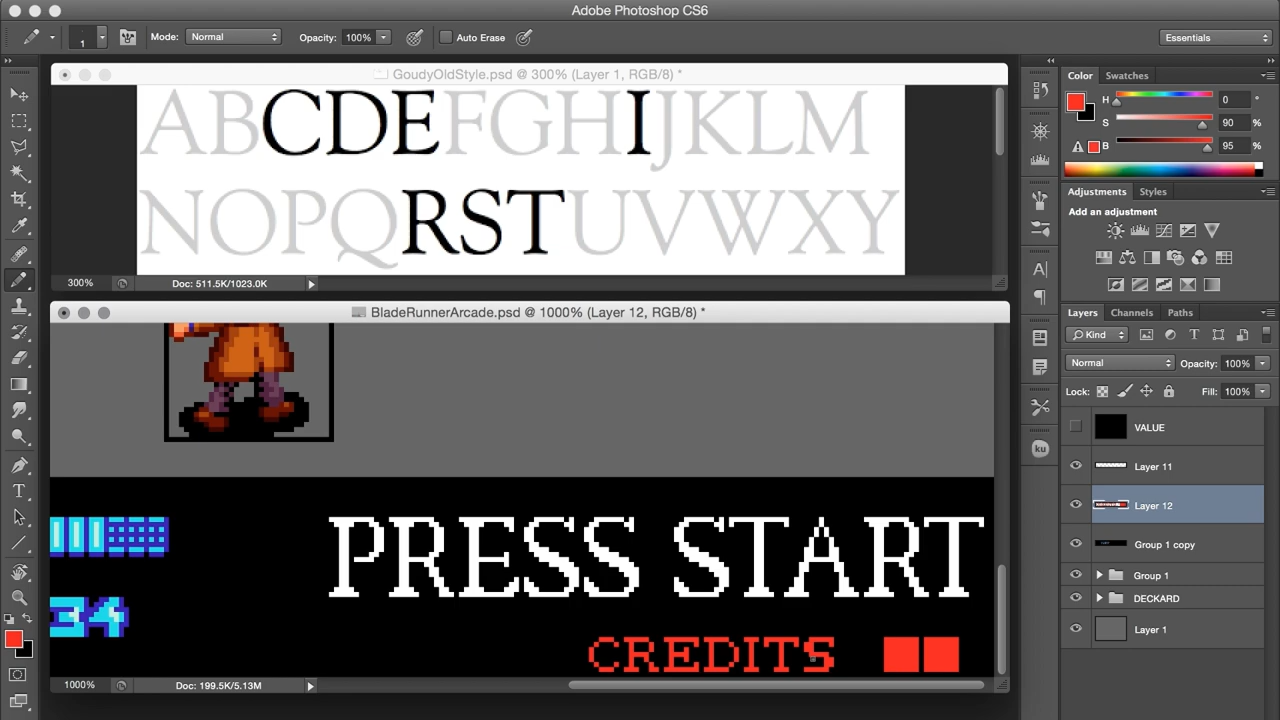 Adobe Photoshop CS6
1 Mode: Normal Opacity: 100% Auto Erase Essentials
GoudyOldStyle.psd @ 300% (Layer 1, RGB/8) *
ABCDEFGHIJKLM
NOPQRSTUVWXY
300% Doc: 511.5K/1023.0K
BladeRunnerArcade.psd @ 1000% (Layer 12, RGB/8) *
PRESS START
CREDITS
1000% Doc: 199.5K/5.13M
Color Swatches
H 0 °
S 90 %
B 95 %
Adjustments Styles
Add an adjustment
Layers Channels Paths
Kind
Normal Opacity: 100%
Lock: Fill: 100%
VALUE
Layer 11
Layer 12
Group 1 copy
Group 1
DECKARD
Layer 1
ku